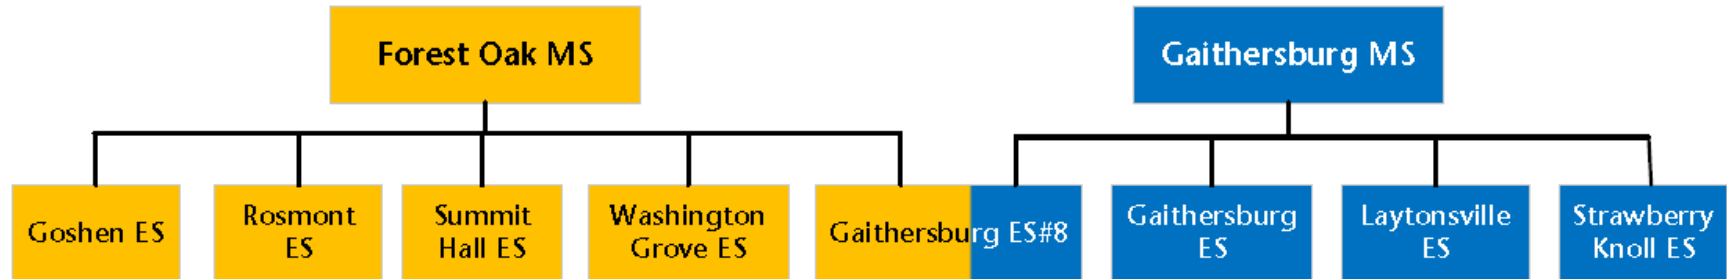 Forest Oak MS
Gaithersburg MS
Goshen ES
Rosmont
ES
Summit
Hall ES
Washington
Grove ES
Gaithersburg ES#8
Gaithersburg
ES
Laytonsville
ES
Strawberry
Knoll ES